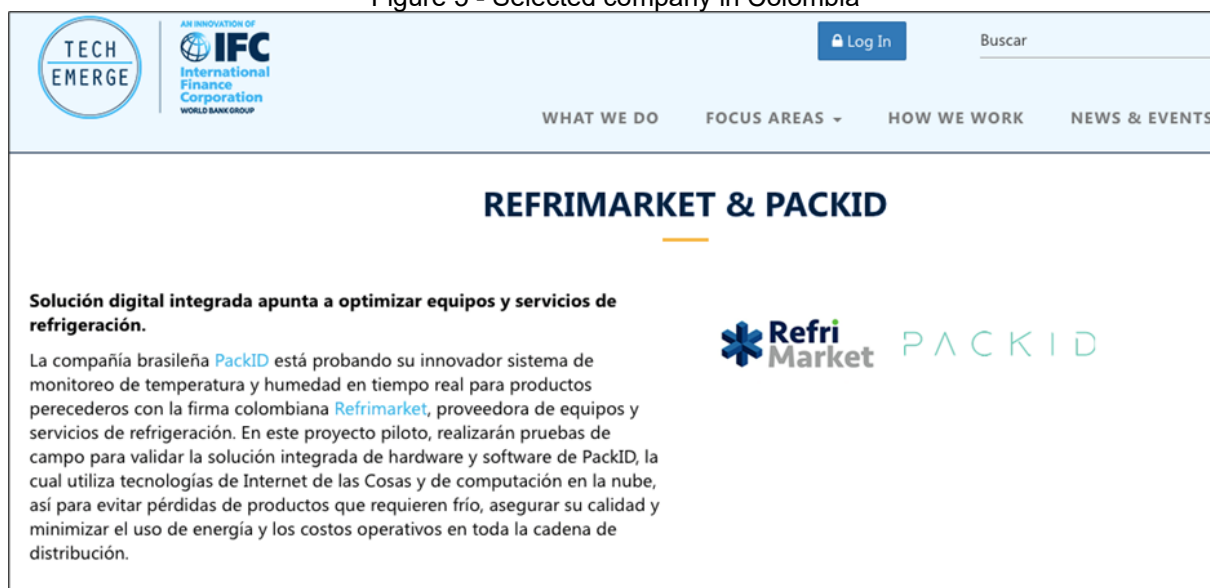 Figure 5 - Selected company in Colombia
TECH
EMERGE
AN INNOVATION OF
IFC
International
Finance
Corporation
WORLD BANK GROUP
Log In
Buscar
WHAT WE DO
FOCUS AREAS
HOW WE WORK
NEWS & EVENTS
REFRIMARKET & PACKID
Solución digital integrada apunta a optimizar equipos y servicios de
refrigeración.
La compañía brasileña PackID está probando su innovador sistema de
monitoreo de temperatura y humedad en tiempo real para productos
perecederos con la firma colombiana Refrimarket, proveedora de equipos y
servicios de refrigeración. En este proyecto piloto, realizarán pruebas de
campo para validar la solución integrada de hardware y software de PackID, la
cual utiliza tecnologías de Internet de las Cosas y de computación en la nube,
así para evitar pérdidas de productos que requieren frío, asegurar su calidad y
minimizar el uso de energía y los costos operativos en toda la cadena de
distribución.
Refri
Market
PACKID